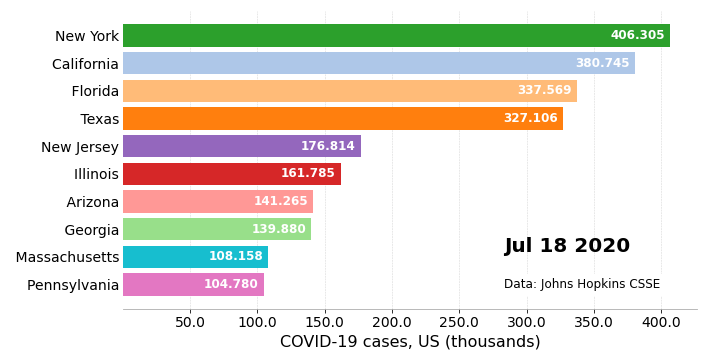 New York 406.305
California 380.745
Florida 337.569
Texas 327.106
New Jersey 176.814
Illinois 161.785
Arizona 141.265
Georgia 139.880
Massachusetts 108.158
Pennsylvania 104.780
Jul 18 2020
Data: Johns Hopkins CSSE
50.0 100.0 150.0 200.0 250.0 300.0 350.0 400.0
COVID-19 cases, US (thousands)